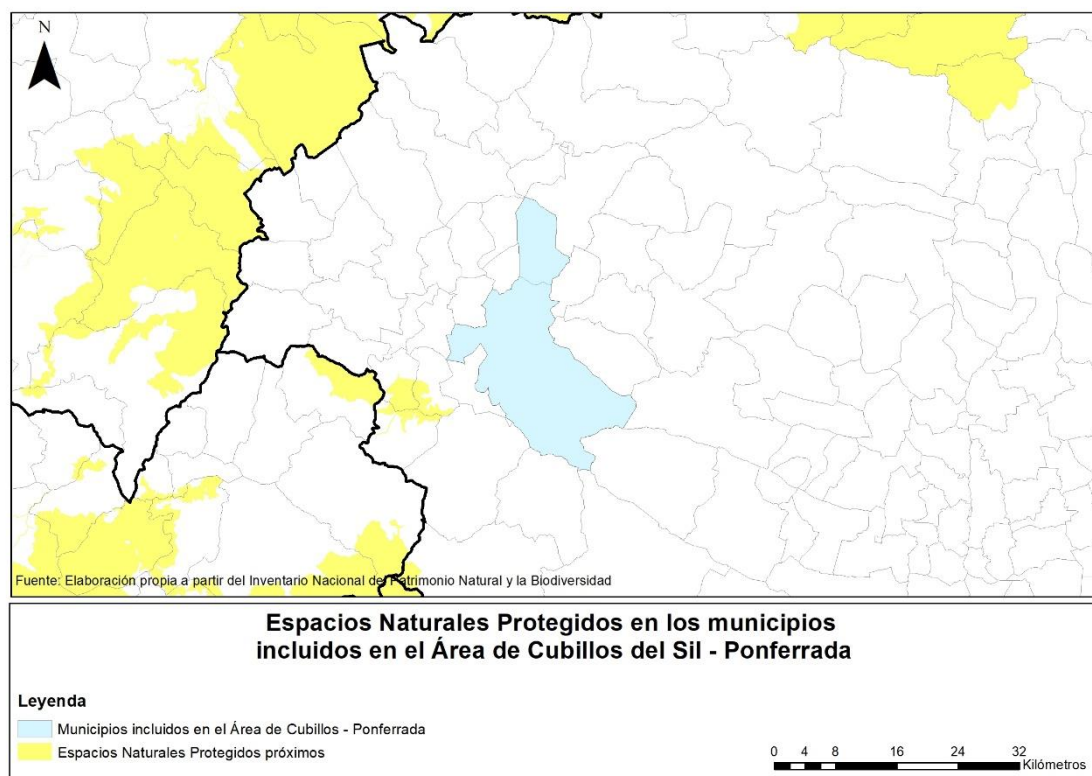 N
Fuente: Elaboración propia a partir del Inventario Nacional de Patrimonio Natural y la Biodiversidad
Espacios Naturales Protegidos en los municipios
incluidos en el Área de Cubillos del Sil - Ponferrada
Leyenda
Municipios incluidos en el Área de Cubillos - Ponferrada
Espacios Naturales Protegidos próximos
0 4 8 16 24 32
Kilómetros